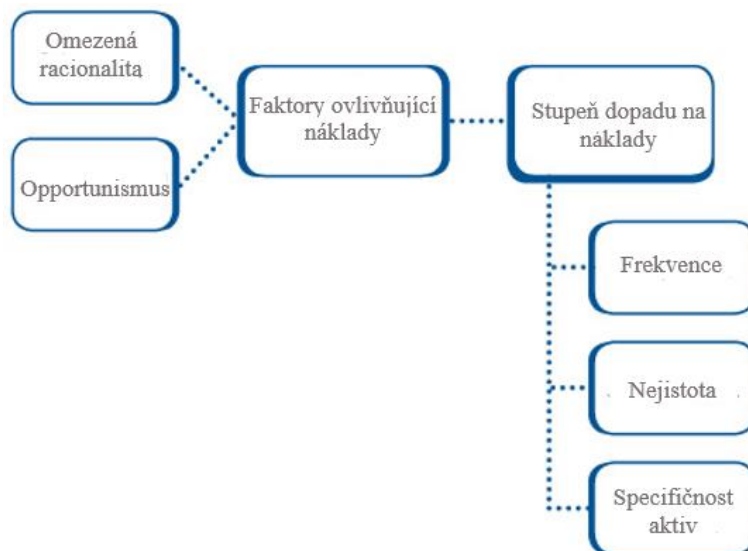 Omezená
racionalita
Opportunismus
Faktory ovlivňující
náklady
Stupeň dopadu na
náklady
Frekvence
Nejistota
Specifičnost
aktiv